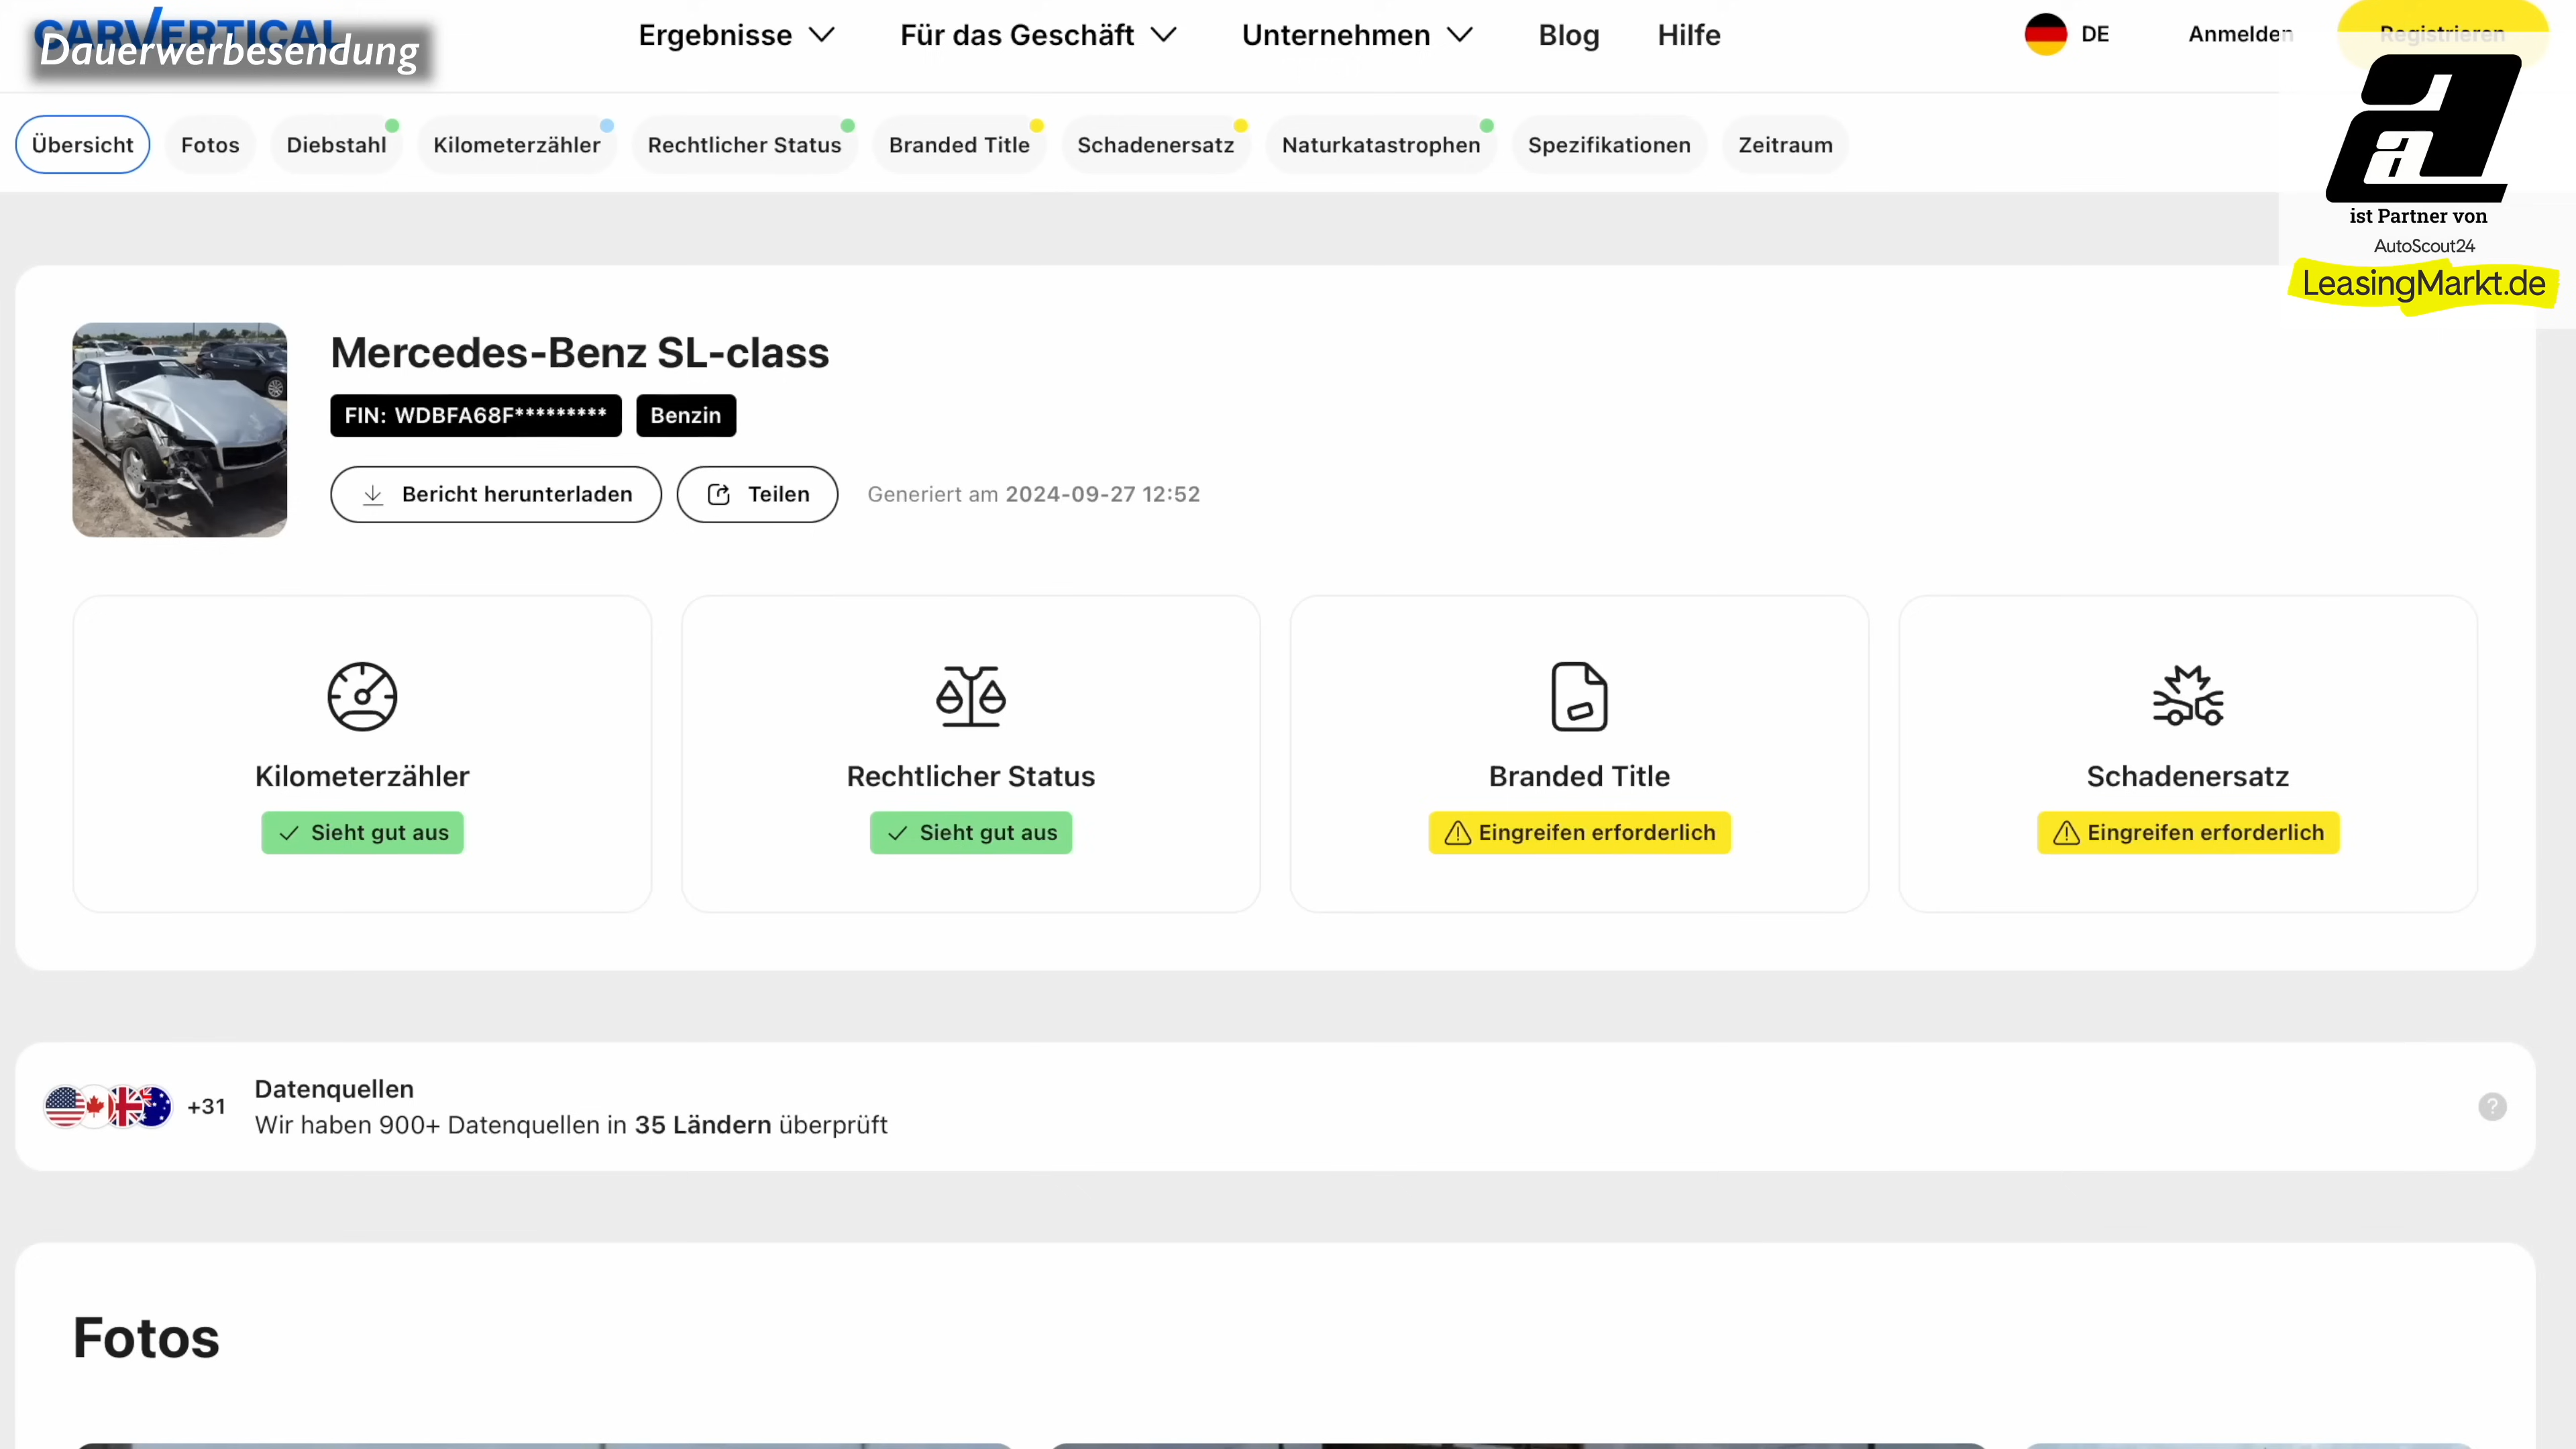 CARVERTICAL
Dauerwerbesendung
Ergebnisse
Für das Geschäft
Unternehmen
Blog
Hilfe
DE
Anmelden
Registrieren
Übersicht
Fotos
Diebstahl
Kilometerzähler
Rechtlicher Status
Branded Title
Schadenersatz
Naturkatastrophen
Spezifikationen
Zeitraum
a
a
ist Partner von
AutoScout24
LeasingMarkt.de
Mercedes-Benz SL-class
FIN: WDBFA68F*********
Benzin
Bericht herunterladen
Teilen
Generiert am 2024-09-27 12:52
Kilometerzähler
Sieht gut aus
Rechtlicher Status
Sieht gut aus
Branded Title
Eingreifen erforderlich
Schadenersatz
Eingreifen erforderlich
+31
Datenquellen
Wir haben 900+ Datenquellen in 35 Ländern überprüft
?
Fotos